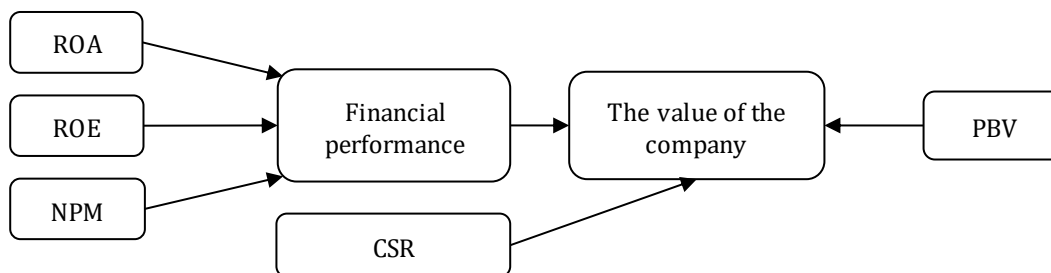 ROA
ROE
NPM
Financial
performance
The value of the
company
PBV
CSR